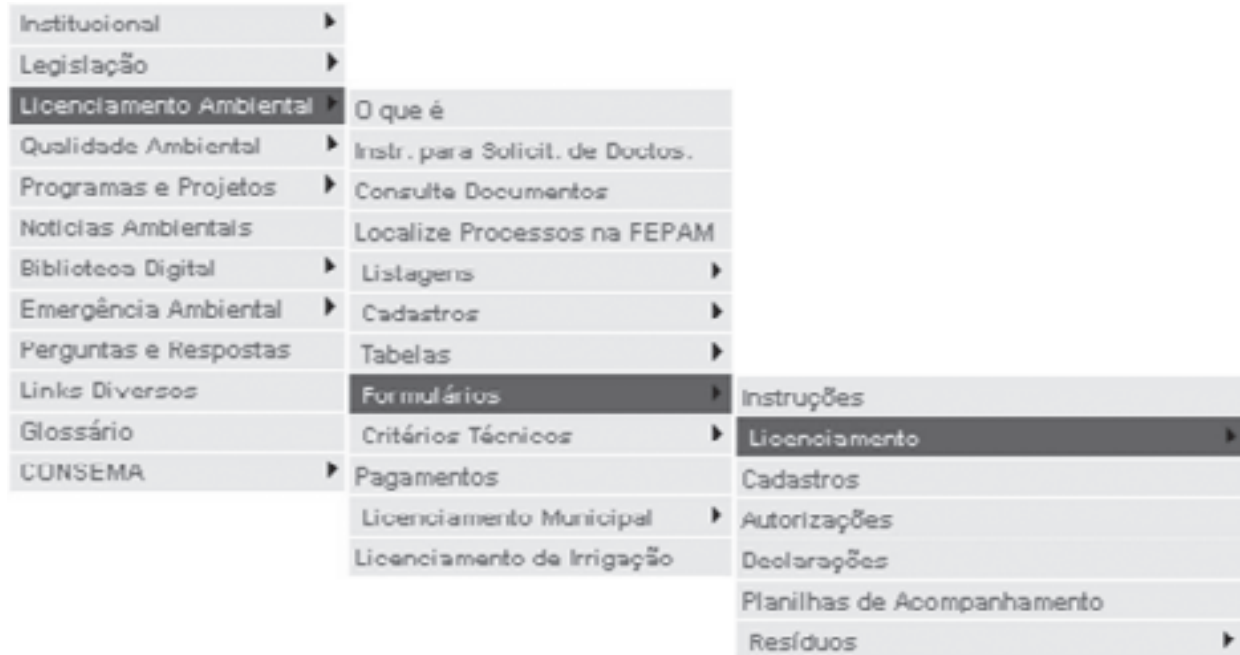 Institucional
Legislação
Licenciamento Ambiental
Qualidade Ambiental
Programas e Projetos
Notícias Ambientais
Biblioteca Digital
Emergência Ambiental
Perguntas e Respostas
Links Diversos
Glossário
CONSEMA
O que é
Instr. para Solicit. de Doctos.
Consulte Documentos
Localize Processos na FEPAM
Listagens
Cadastros
Tabelas
Formulários
Critérios Técnicos
Pagamentos
Licenciamento Municipal
Licenciamento de Irrigação
Instruções
Licenciamento
Cadastros
Autorizações
Declarações
Planilhas de Acompanhamento
Resíduos